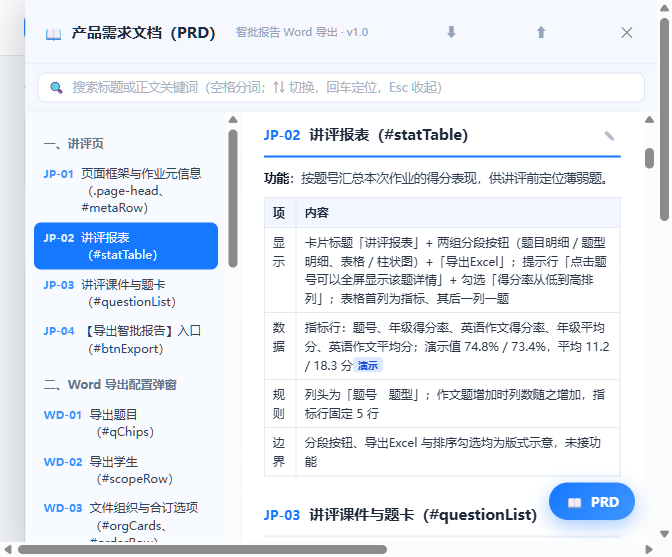 产品需求文档（PRD） 智批报告 Word 导出 · v1.0
搜索标题或正文关键词（空格分词；↑↓ 切换，回车定位，Esc 收起）
一、讲评页
JP-01 页面框架与作业元信息
（.page-head、
#metaRow）
JP-02 讲评报表
（#statTable）
JP-03 讲评课件与题卡
（#questionList）
JP-04 【导出智批报告】入口
（#btnExport）
二、Word 导出配置弹窗
WD-01 导出题目
（#qChips）
WD-02 导出学生
（#scopeRow）
WD-03 文件组织与合订选项
（#orgCards、
JP-02 讲评报表（#statTable）
功能：按题号汇总本次作业的得分表现，供讲评前定位薄弱题。
项 内容
显示 卡片标题「讲评报表」+ 两组分段按钮（题目明细 / 题型
明细、表格 / 柱状图）+「导出Excel」；提示行「点击题
号可以全屏显示该题详情」+ 勾选「得分率从低到高排
列」；表格首列为指标、其后一列一题
数据 指标行：题号、年级得分率、英语作文得分率、年级平均
分、英语作文平均分；演示值 74.8% / 73.4%，平均 11.2
/ 18.3 分 演示
规则 列头为「题号　题型」；作文题增加时列数随之增加，指
标行固定 5 行
边界 分段按钮、导出Excel 与排序勾选均为版式示意，未接功
能
JP-03 讲评课件与题卡（#questionList）
PRD